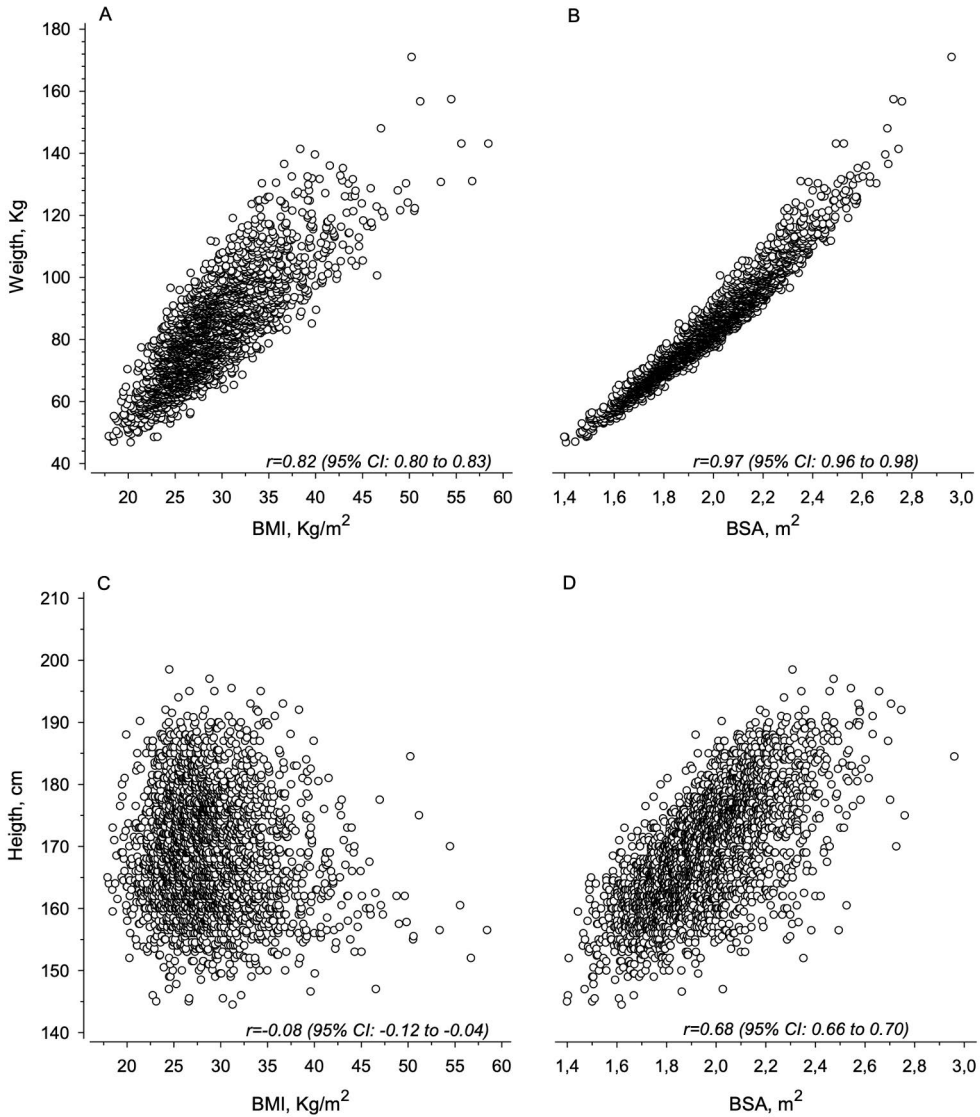 A
B
180
160
140
120
100
80
60
40
Weigth, Kg
r=0.82 (95% CI: 0.80 to 0.83)
r=0.97 (95% CI: 0.96 to 0.98)
20 25 30 35 40 45 50 55 60
1,4 1,6 1,8 2,0 2,2 2,4 2,6 2,8 3,0
BMI, Kg/m²
BSA, m²
C
D
210
200
190
180
170
160
150
140
Heigth, cm
r=-0.08 (95% CI: -0.12 to -0.04)
r=0.68 (95% CI: 0.66 to 0.70)
20 25 30 35 40 45 50 55 60
1,4 1,6 1,8 2,0 2,2 2,4 2,6 2,8 3,0
BMI, Kg/m²
BSA, m²